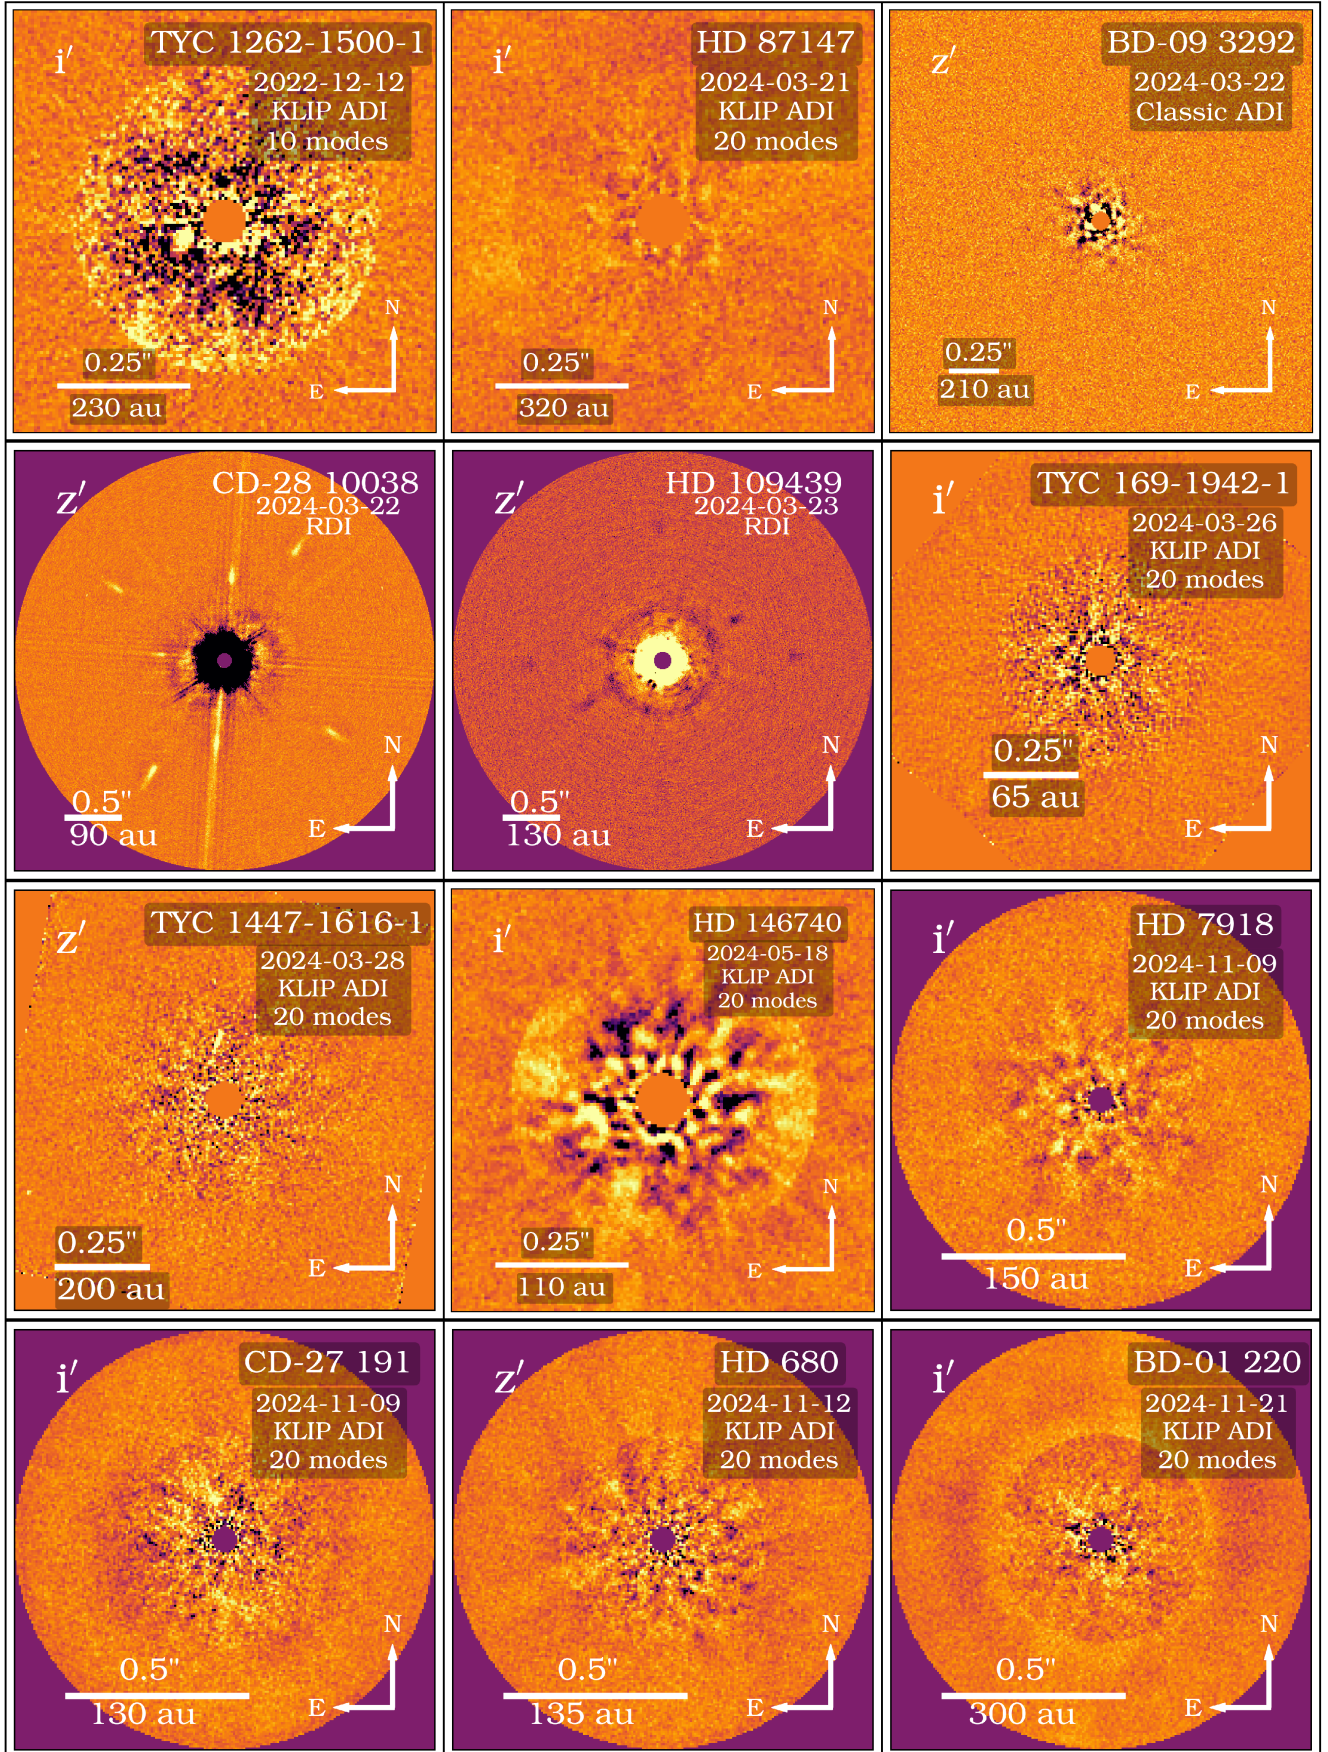 i′
TYC 1262-1500-1
2022-12-12
KLIP ADI
10 modes
0.25"
230 au
N
E
i′
HD 87147
2024-03-21
KLIP ADI
20 modes
0.25"
320 au
N
E
z′
BD-09 3292
2024-03-22
Classic ADI
0.25"
210 au
N
E
z′
CD-28 10038
2024-03-22
RDI
0.5"
90 au
N
E
z′
HD 109439
2024-03-23
RDI
0.5"
130 au
N
E
i′
TYC 169-1942-1
2024-03-26
KLIP ADI
20 modes
0.25"
65 au
N
E
z′
TYC 1447-1616-1
2024-03-28
KLIP ADI
20 modes
0.25"
200 au
N
E
i′
HD 146740
2024-05-18
KLIP ADI
20 modes
0.25"
110 au
N
E
i′
HD 7918
2024-11-09
KLIP ADI
20 modes
0.5"
150 au
N
E
i′
CD-27 191
2024-11-09
KLIP ADI
20 modes
0.5"
130 au
N
E
z′
HD 680
2024-11-12
KLIP ADI
20 modes
0.5"
135 au
N
E
i′
BD-01 220
2024-11-21
KLIP ADI
20 modes
0.5"
300 au
N
E